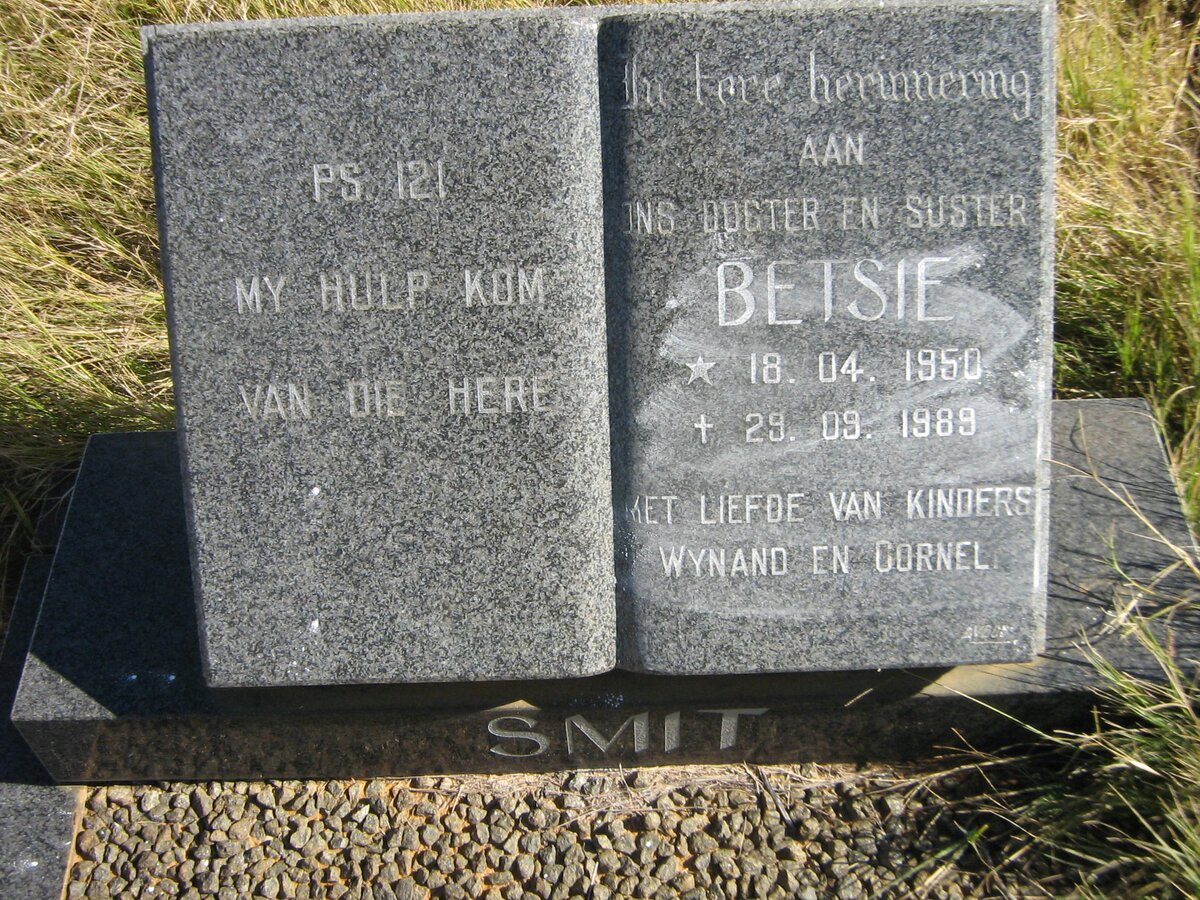 PS. 121
MY HULP KOM
VAN DIE HERE
In tere herinnering
AAN
ONS DOGTER EN SUSTER
BETSIE
★ 18. 04. 1950
† 29. 09. 1989
MET LIEFDE VAN KINDERS
WYNAND EN CORNEL.
SMIT